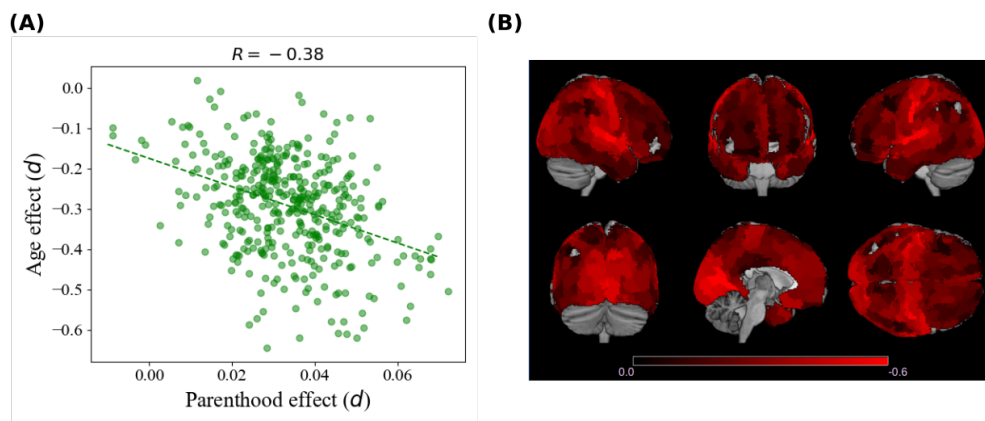 (A)
R = −0.38
0.0
−0.1
−0.2
−0.3
−0.4
−0.5
−0.6
Age effect (d)
0.00 0.02 0.04 0.06
Parenthood effect (d)
(B)
0.0 -0.6